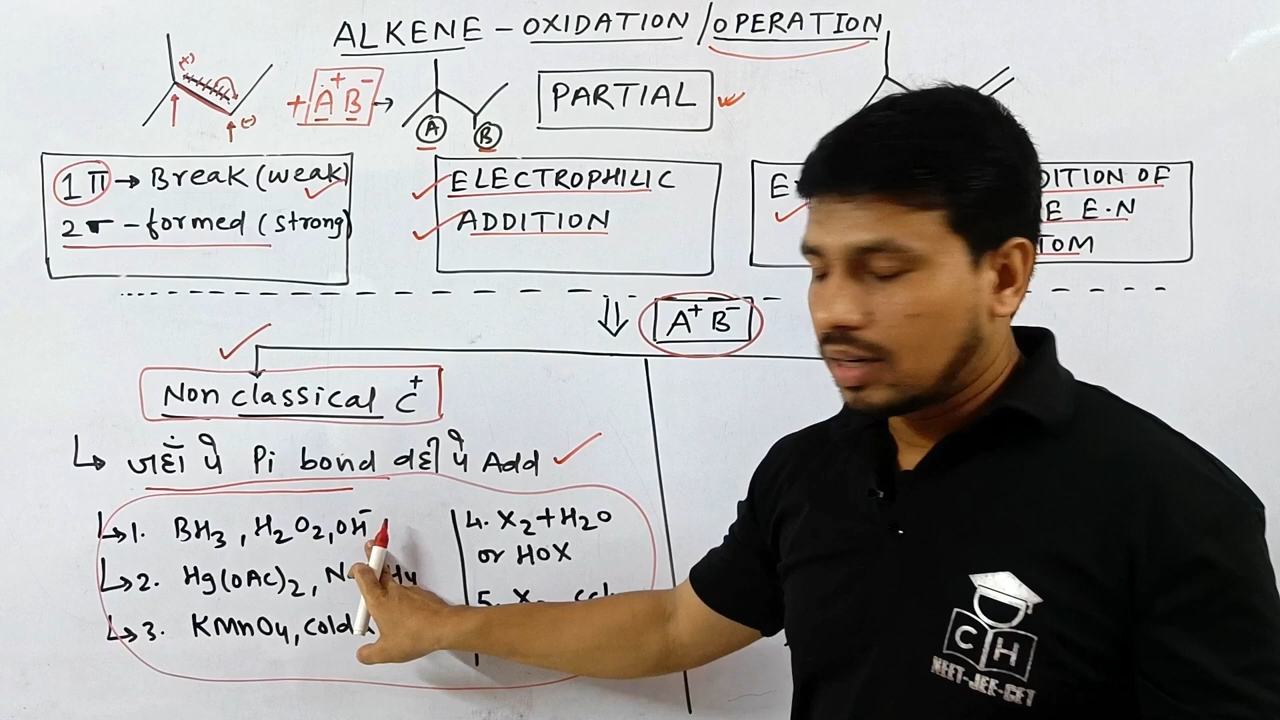 ALKENE - OXIDATION / OPERATION
(+)
(-)
+ A⁺ B⁻ →
A
B
PARTIAL
1 π → Break (weak)
2 σ - formed (strong)
ELECTROPHILIC
ADDITION
DITION OF
E E.N
TOM
A⁺ B⁻
Non classical C⁺
Pi bond
Add
1. BH₃, H₂O₂, OH⁻
2. Hg(OAc)₂, N
3. KMnO₄, cold
4. X₂ + H₂O
or HOX
5. X₂
CH
NEET-JEE-CET